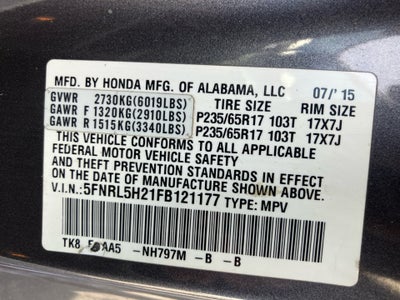 MFD. BY HONDA MFG. OF ALABAMA, LLC 07/'15
GVWR 2730KG(6019LBS) TIRE SIZE RIM SIZE
GAWR F 1320KG(2910LBS) P235/65R17 103T 17X7J
GAWR R 1515KG(3340LBS) P235/65R17 103T 17X7J
THIS VEHICLE CONFORMS TO ALL APPLICABLE
FEDERAL MOTOR VEHICLE SAFETY
AND THEFT PREVENTION STANDARDS IN EFFECT ON THE
DATE OF MANUFACTURE SHOWN ABOVE.
V.I.N.:5FNRL5H21FB121177 TYPE: MPV
TK8 -NH797M -B -B